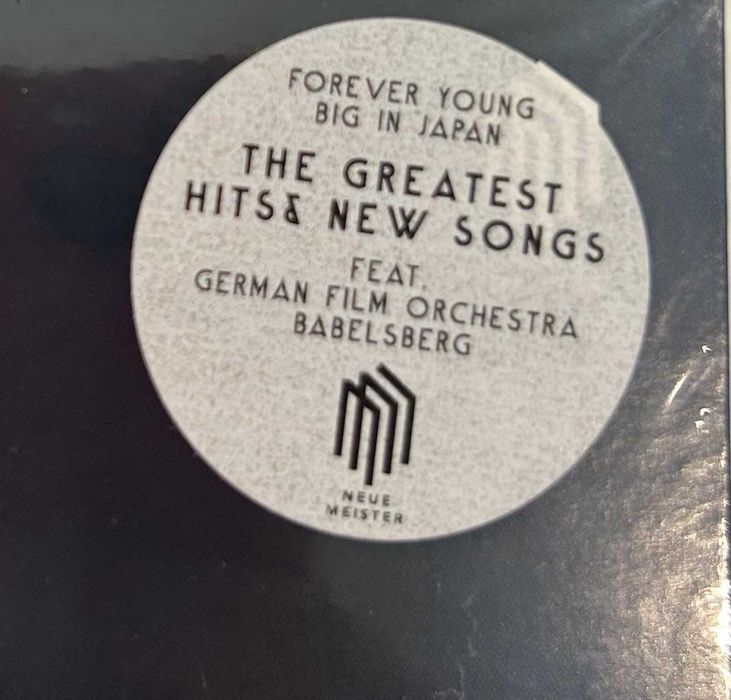 FOREVER YOUNG
BIG IN JAPAN
THE GREATEST
HITS& NEW SONGS
FEAT.
GERMAN FILM ORCHESTRA
BABELSBERG
NEUE
MEISTER